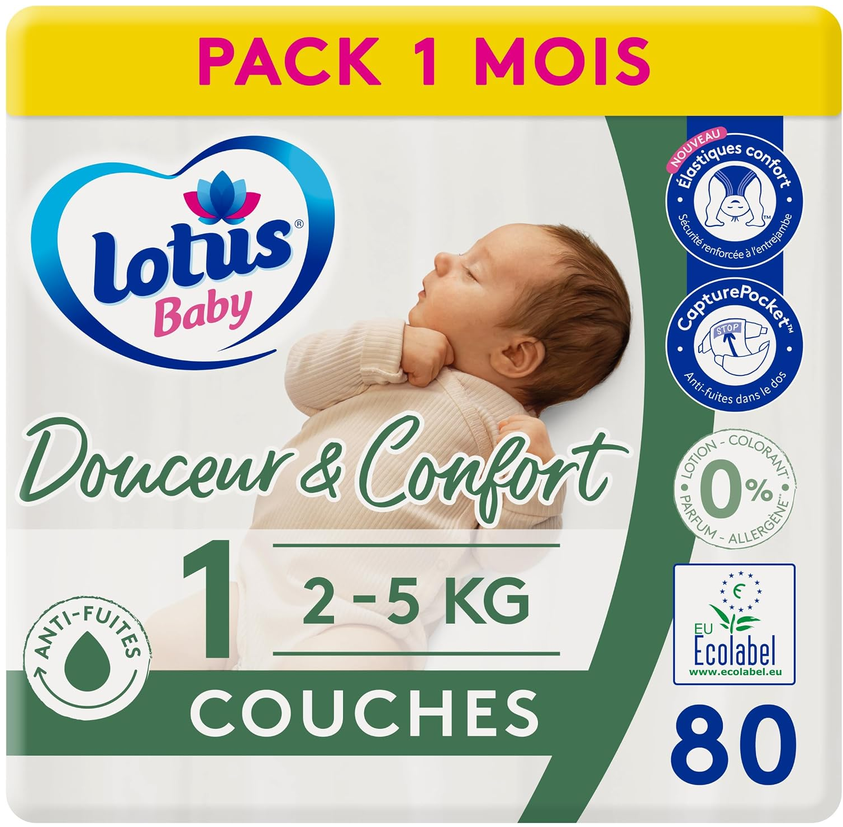 PACK 1 MOIS
lotus®
Baby
NOUVEAU
Élastiques confort
Sécurité renforcée à l'entrejambe
™
CapturePocket™
STOP
Anti-fuites dans le dos
Douceur & Confort
LOTION - COLORANT*
0%
PARFUM - ALLERGÈNE**
1
2-5 KG
ANTI-FUITES
COUCHES
EU
Ecolabel
www.ecolabel.eu
80